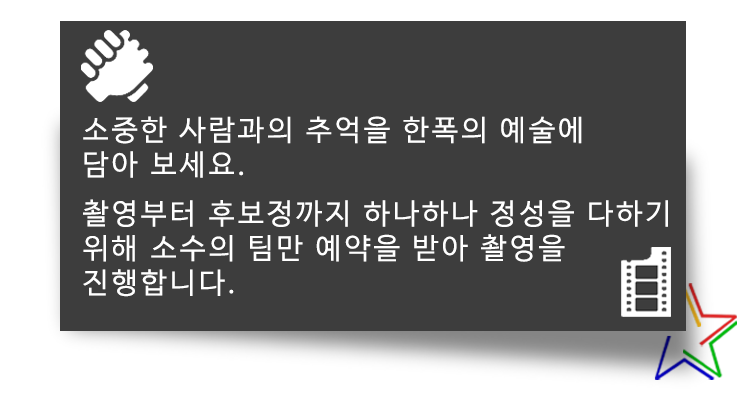 소중한 사람과의 추억을 한폭의 예술에
담아 보세요.
촬영부터 후보정까지 하나하나 정성을 다하기
위해 소수의 팀만 예약을 받아 촬영을
진행합니다.